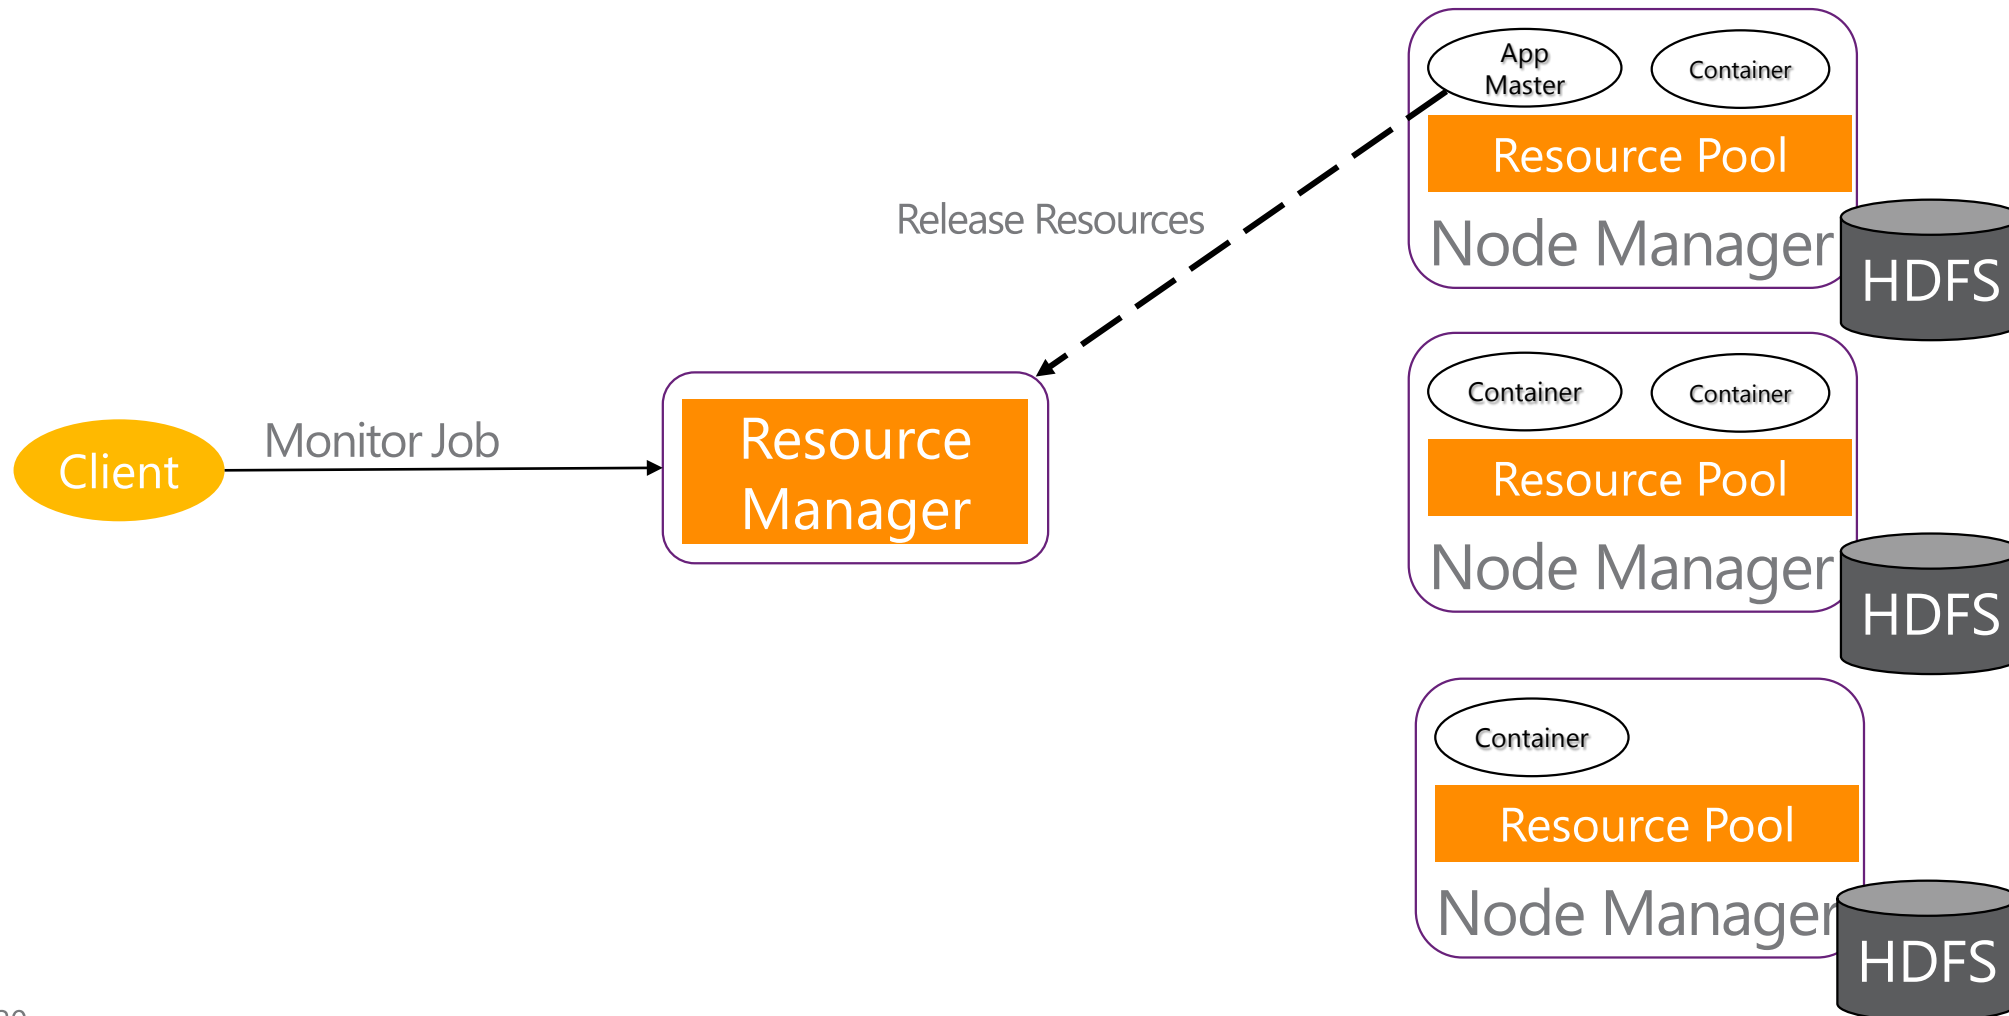 App
Master
Container
Resource Pool
Node Manager
HDFS
Release Resources
Container
Container
Resource Pool
Node Manager
HDFS
Client
Monitor Job
Resource
Manager
Container
Resource Pool
Node Manager
HDFS